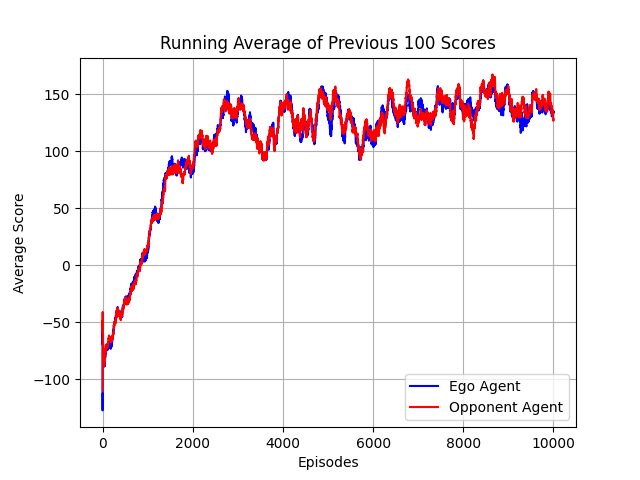 Running Average of Previous 100 Scores
150
100
50
0
−50
−100
Average Score
0
2000
4000
6000
8000
10000
Episodes
Ego Agent
Opponent Agent